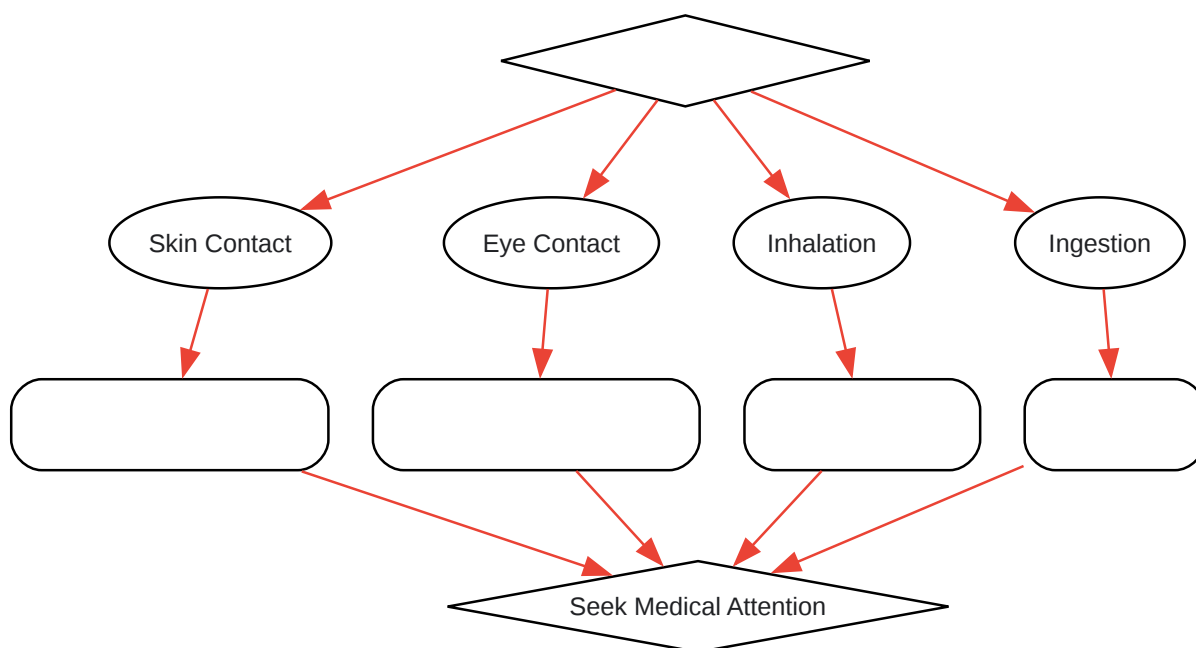 Skin Contact
Eye Contact
Inhalation
Ingestion
Seek Medical Attention